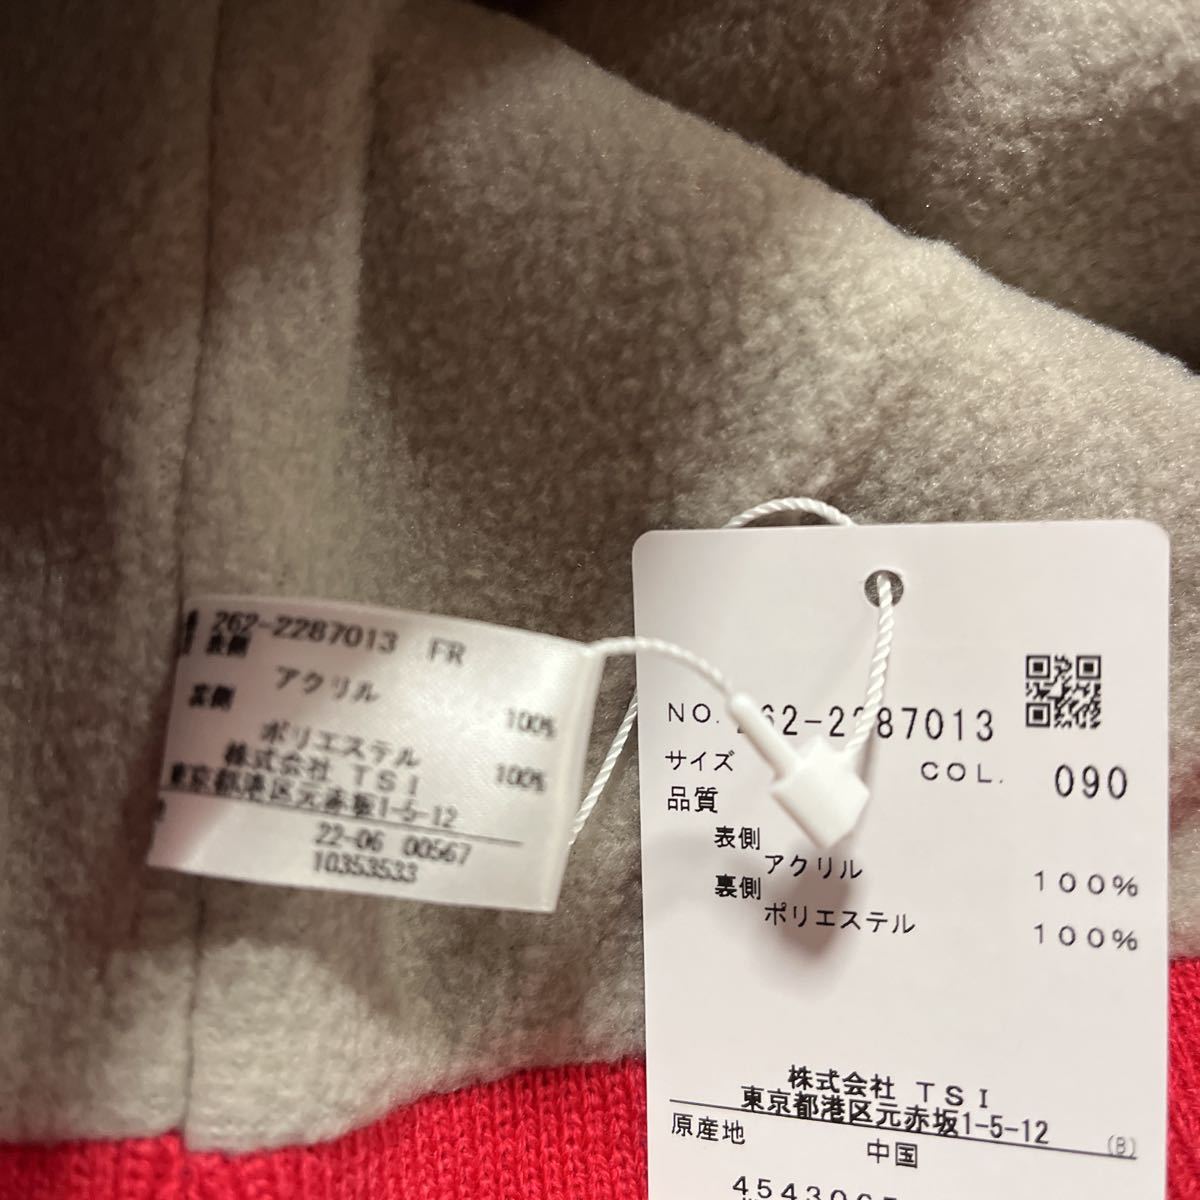 262-2287013 FR
表側
アクリル 100%
裏側
ポリエステル 100%
株式会社 TSI
東京都港区元赤坂1-5-12
22-06 00567
10353533
NO. 62-2287013
サイズ COL. 090
品質
表側
アクリル 100%
裏側
ポリエステル 100%
株式会社 TSI
東京都港区元赤坂1-5-12
(B)
原産地 中国